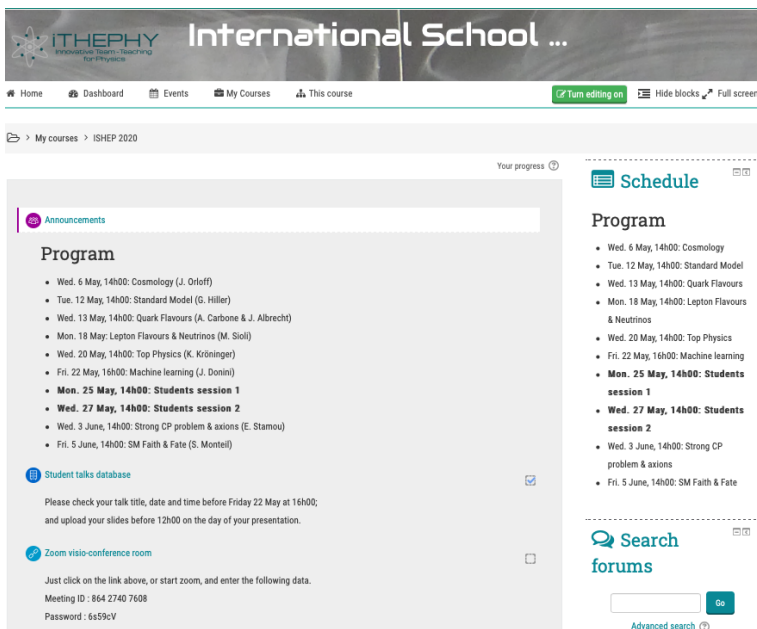 iTHEPHY
Innovative Team-Teaching
for Physics
International School ...
Home Dashboard Events My Courses This course Turn editing on Hide blocks Full screen
> My courses > ISHEP 2020
Your progress
Announcements
Program
Wed. 6 May, 14h00: Cosmology (J. Orloff)
Tue. 12 May, 14h00: Standard Model (G. Hiller)
Wed. 13 May, 14h00: Quark Flavours (A. Carbone & J. Albrecht)
Mon. 18 May: Lepton Flavours & Neutrinos (M. Sioli)
Wed. 20 May, 14h00: Top Physics (K. Kröninger)
Fri. 22 May, 16h00: Machine learning (J. Donini)
Mon. 25 May, 14h00: Students session 1
Wed. 27 May, 14h00: Students session 2
Wed. 3 June, 14h00: Strong CP problem & axions (E. Stamou)
Fri. 5 June, 14h00: SM Faith & Fate (S. Monteil)
Student talks database
Please check your talk title, date and time before Friday 22 May at 16h00;
and upload your slides before 12h00 on the day of your presentation.
Zoom visio-conference room
Just click on the link above, or start zoom, and enter the following data.
Meeting ID : 864 2740 7608
Password : 6s59cV
Schedule
Program
Wed. 6 May, 14h00: Cosmology
Tue. 12 May, 14h00: Standard Model
Wed. 13 May, 14h00: Quark Flavours
Mon. 18 May, 14h00: Lepton Flavours
& Neutrinos
Wed. 20 May, 14h00: Top Physics
Fri. 22 May, 16h00: Machine learning
Mon. 25 May, 14h00: Students
session 1
Wed. 27 May, 14h00: Students
session 2
Wed. 3 June, 14h00: Strong CP
problem & axions
Fri. 5 June, 14h00: SM Faith & Fate
Search
forums
Go
Advanced search